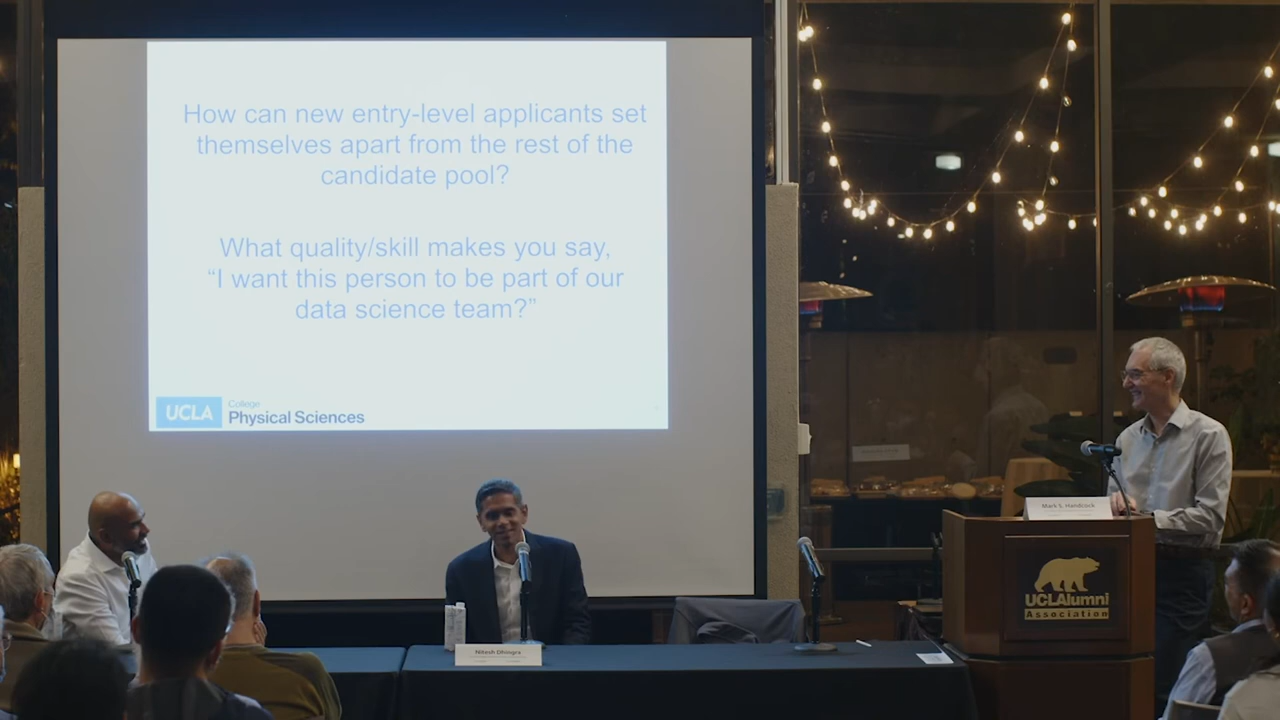 How can new entry-level applicants set
themselves apart from the rest of the
candidate pool?
What quality/skill makes you say,
“I want this person to be part of our
data science team?”
UCLA
College
Physical Sciences
Mark S. Handcock
UCLAlumni
Association
Nitesh Dhingra